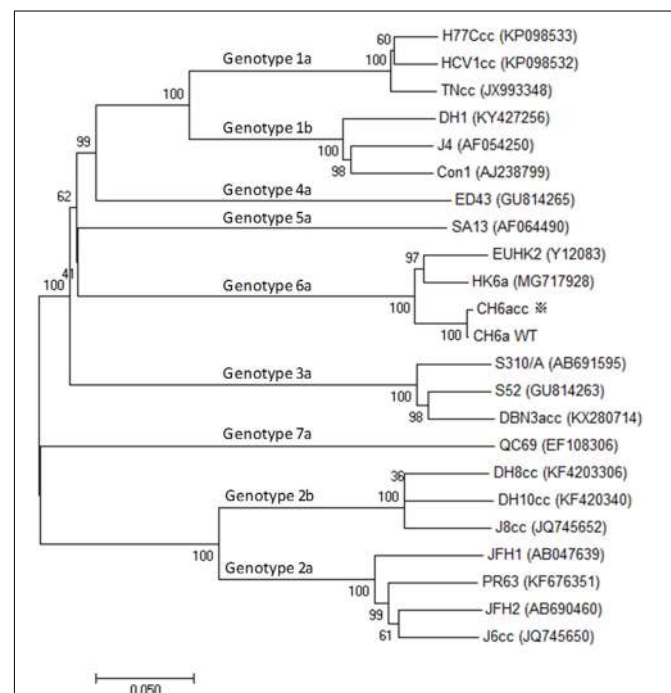 H77Ccc (KP098533)
60
HCV1cc (KP098532)
Genotype 1a
100
TNcc (JX993348)
100
DH1 (KY427256)
Genotype 1b
99
100
J4 (AF054250)
98
Con1 (AJ238799)
62
Genotype 4a
ED43 (GU814265)
Genotype 5a
SA13 (AF064490)
EUHK2 (Y12083)
97
100
41
Genotype 6a
HK6a (MG717928)
100
CH6acc ※
100
CH6a WT
S310/A (AB691595)
Genotype 3a
100
S52 (GU814263)
98
DBN3acc (KX280714)
Genotype 7a
QC69 (EF108306)
36
DH8cc (KF4203306)
Genotype 2b
100
DH10cc (KF420340)
J8cc (JQ745652)
100
JFH1 (AB047639)
Genotype 2a
100
PR63 (KF676351)
99
JFH2 (AB690460)
61
J6cc (JQ745650)
0.050